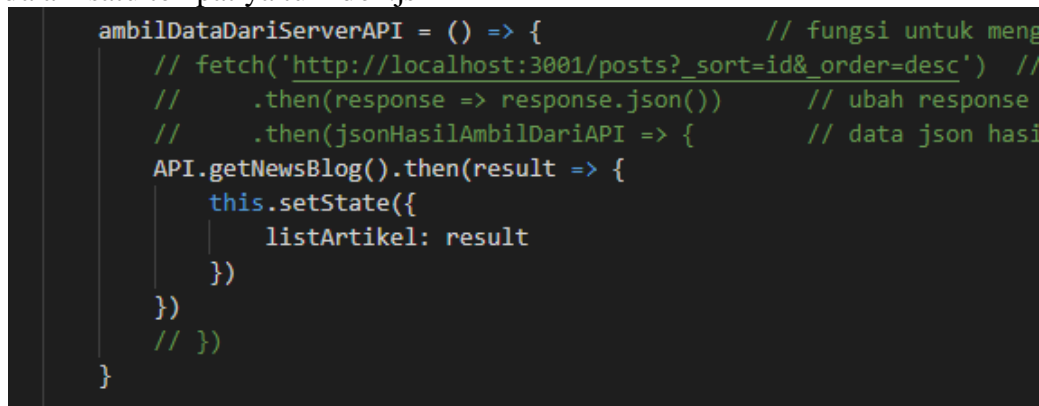 ambilDataDariServerAPI = () => { // fungsi untuk meng
// fetch('http://localhost:3001/posts?_sort=id&_order=desc') //
// .then(response => response.json()) // ubah response
// .then(jsonHasilAmbilDariAPI => { // data json hasi
API.getNewsBlog().then(result => {
this.setState({
listArtikel: result
})
})
// })
}